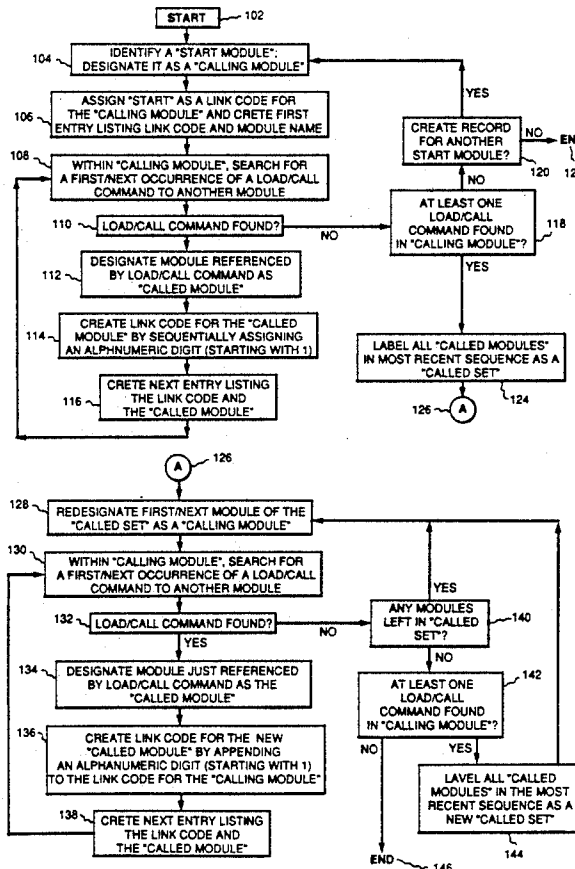 START
102
104
IDENTIFY A "START MODULE";
DESIGNATE IT AS A "CALLING MODULE"
106
ASSIGN "START" AS A LINK CODE FOR
THE "CALLING MODULE" AND CRETE FIRST
ENTRY LISTING LINK CODE AND MODULE NAME
108
WITHIN "CALLING MODULE", SEARCH FOR
A FIRST/NEXT OCCURRENCE OF A LOAD/CALL
COMMAND TO ANOTHER MODULE
110
LOAD/CALL COMMAND FOUND?
NO
112
DESIGNATE MODULE REFERENCED
BY LOAD/CALL COMMAND AS
"CALLED MODULE"
114
CREATE LINK CODE FOR THE "CALLED
MODULE" BY SEQUENTIALLY ASSIGNING
AN ALPHNUMERIC DIGIT (STARTING WITH 1)
116
CRETE NEXT ENTRY LISTING
THE LINK CODE AND
THE "CALLED MODULE"
YES
CREATE RECORD
FOR ANOTHER
START MODULE?
NO
120
NO
AT LEAST ONE
LOAD/CALL
COMMAND FOUND
IN "CALLING MODULE"?
118
YES
LABEL ALL "CALLED MODULES"
IN MOST RECENT SEQUENCE AS A
"CALLED SET"
124
126
A
A
126
128
REDESIGNATE FIRST/NEXT MODULE OF THE
"CALLED SET" AS A "CALLING MODULE"
130
WITHIN "CALLING MODULE", SEARCH FOR
A FIRST/NEXT OCCURRENCE OF A LOAD/CALL
COMMAND TO ANOTHER MODULE
132
LOAD/CALL COMMAND FOUND?
NO
YES
134
DESIGNATE MODULE JUST REFERENCED
BY LOAD/CALL COMMAND AS THE
"CALLED MODULE"
136
CREATE LINK CODE FOR THE NEW
"CALLED MODULE" BY APPENDING
AN ALPHANUMERIC DIGIT (STARTING WITH 1)
TO THE LINK CODE FOR THE "CALLING MODULE"
138
CRETE NEXT ENTRY LISTING
THE LINK CODE AND
THE "CALLED MODULE"
YES
ANY MODULES
LEFT IN "CALLED
SET"?
140
NO
142
AT LEAST ONE
LOAD/CALL
COMMAND FOUND
IN "CALLING MODULE"?
NO
YES
LAVEL ALL "CALLED
MODULES" IN THE MOST
RECENT SEQUENCE AS A
NEW "CALLED SET"
144
END
146